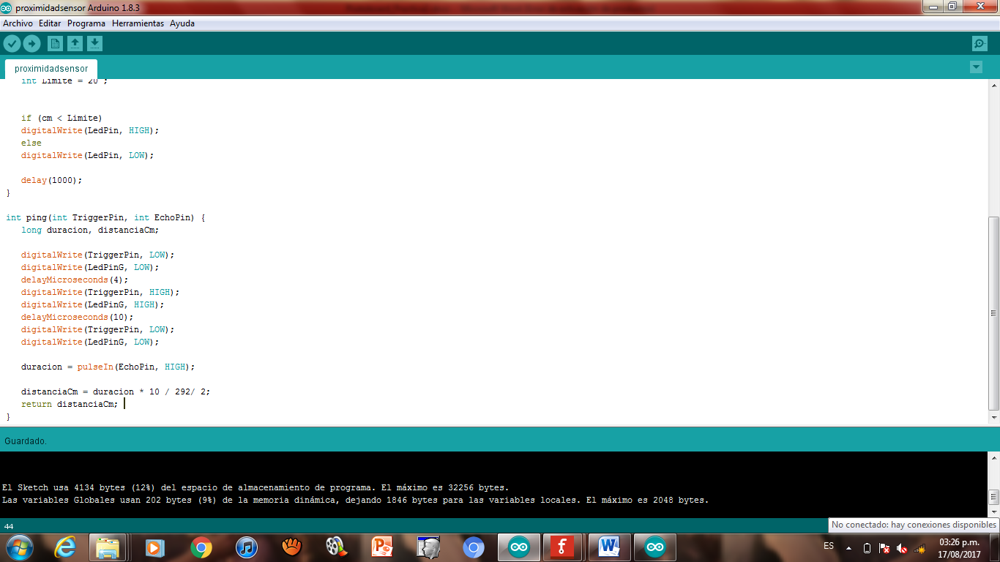 proximidadsensor Arduino 1.8.3
Archivo Editar Programa Herramientas Ayuda
proximidadsensor
int Limite = 20 ;
if (cm < Limite)
digitalWrite(LedPin, HIGH);
else
digitalWrite(LedPin, LOW);
delay(1000);
}
int ping(int TriggerPin, int EchoPin) {
long duracion, distanciaCm;
digitalWrite(TriggerPin, LOW);
digitalWrite(LedPinG, LOW);
delayMicroseconds(4);
digitalWrite(TriggerPin, HIGH);
digitalWrite(LedPinG, HIGH);
delayMicroseconds(10);
digitalWrite(TriggerPin, LOW);
digitalWrite(LedPinG, LOW);
duracion = pulseIn(EchoPin, HIGH);
distanciaCm = duracion * 10 / 292/ 2;
return distanciaCm;
}
Guardado.
El Sketch usa 4134 bytes (12%) del espacio de almacenamiento de programa. El máximo es 32256 bytes.
Las variables Globales usan 202 bytes (9%) de la memoria dinámica, dejando 1846 bytes para las variables locales. El máximo es 2048 bytes.
44
No conectado: hay conexiones disponibles
ES
03:26 p.m.
17/08/2017